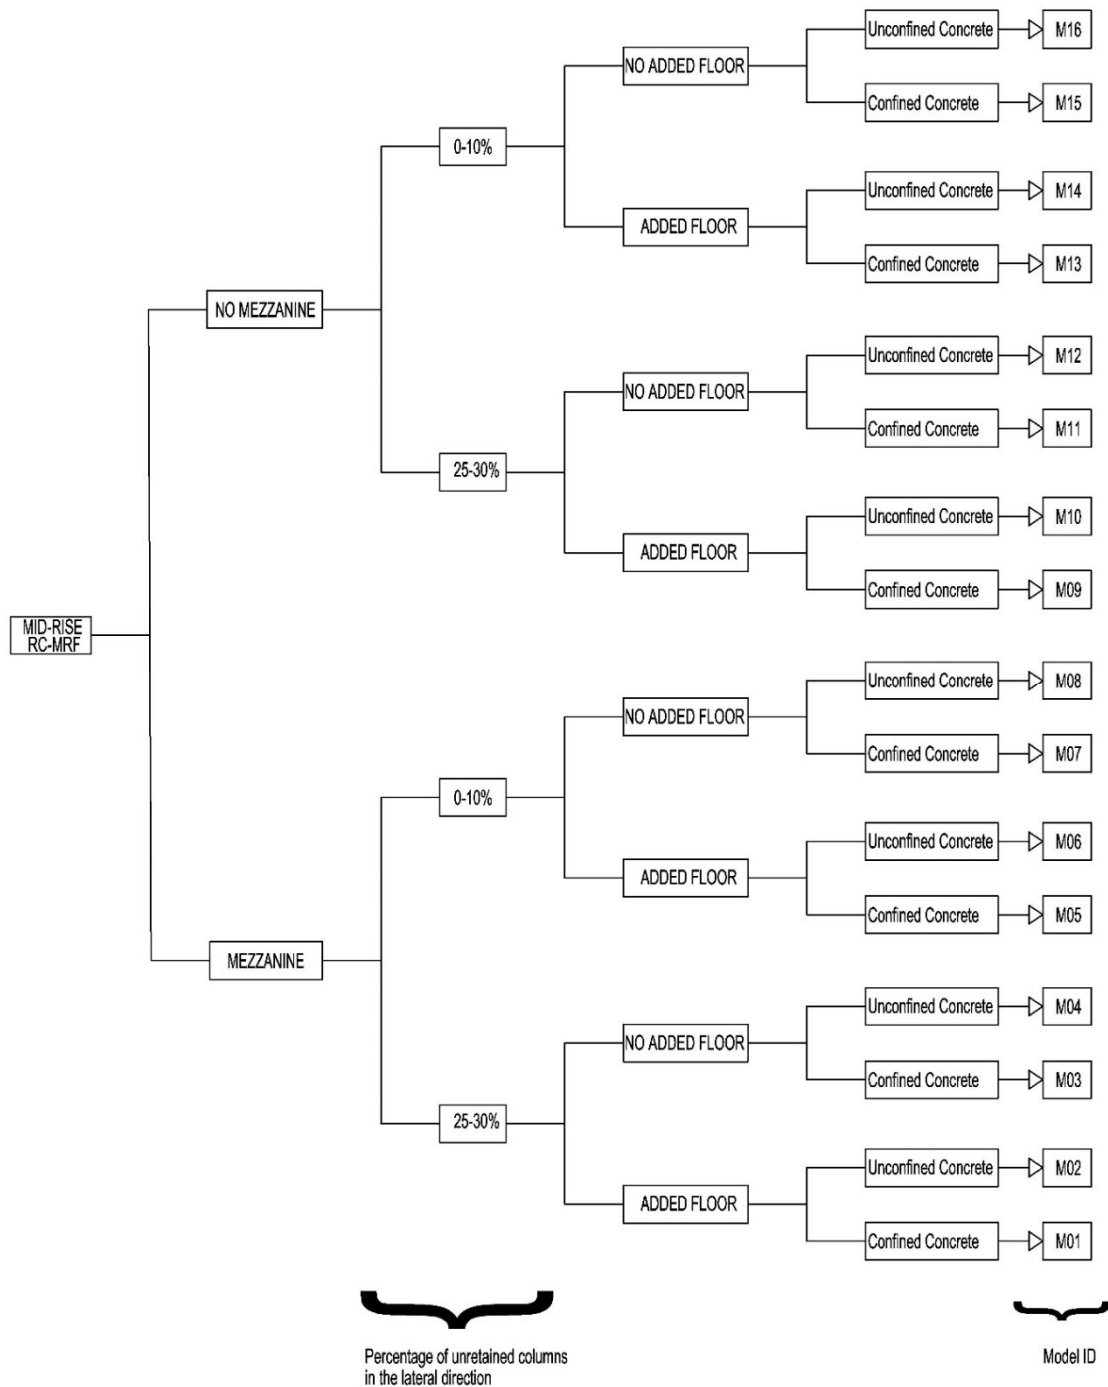 Unconfined Concrete
M16
NO ADDED FLOOR
Confined Concrete
M15
0-10%
Unconfined Concrete
M14
ADDED FLOOR
Confined Concrete
M13
NO MEZZANINE
Unconfined Concrete
M12
NO ADDED FLOOR
Confined Concrete
M11
25-30%
Unconfined Concrete
M10
ADDED FLOOR
Confined Concrete
M09
MID-RISE
RC-MRF
Unconfined Concrete
M08
NO ADDED FLOOR
Confined Concrete
M07
0-10%
Unconfined Concrete
M06
ADDED FLOOR
Confined Concrete
M05
MEZZANINE
Unconfined Concrete
M04
NO ADDED FLOOR
Confined Concrete
M03
25-30%
Unconfined Concrete
M02
ADDED FLOOR
Confined Concrete
M01
Percentage of unretained columns
in the lateral direction
Model ID